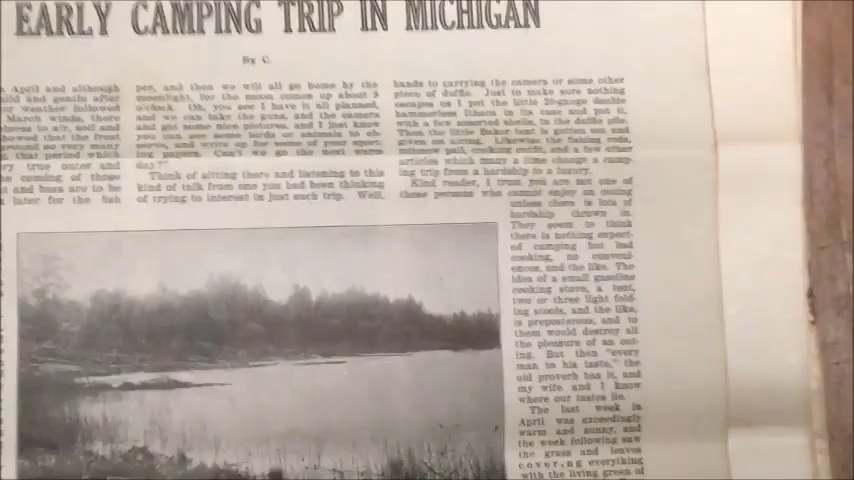 EARLY CAMPING TRIP IN MICHIGAN
By C.
April and although
and gentle after
weather followed
March winds, there
to air, soil and
howed that the frost
ground so very many
that period which
true outer and
coming of those
t and bass are to be
later for the fish
per, and then we will all go home by the
moonlight, for the moon comes up about 9
o'clock. Oh, you see I have it all planned,
and we can take the guns, and the camera
and get some nice pictures, and I just know
you can see some birds or animals to ob-
serve, and write up for some of your sport-
ing papers. Can't we go the next warm
day?"
Think of sitting there and listening to this
kind of talk from one you had been thinking
of trying to interest in just such trip. Well,
hands to carrying the camera or some other
piece of duffle. Just to make sure nothing
escapes us I put the little 20-gauge double
hammerless Ithaca in its case and put it,
with a few assorted shells, in the duffle pile.
Then the little Baker tent is gotten out and
given an airing. Likewise the fishing rods,
minnow pail, cooking outfit, and a few other
articles which many a time change a camp-
ing trip from a hardship to a luxury.
Kind reader, I trust you are not one of
those persons who cannot enjoy an outing
unless there is lots of
hardship thrown in.
They seem to think
there is nothing expect-
ed camping but bad
cooking, no conveni-
ences, and the like. The
idea of a small gasoline
cooking stove, a tent,
two or three light fold-
ing stools, and the like,
is preposterous, and to
them would destroy all
the pleasure of an out-
ing. But then "every
man to his taste," the
old proverb has it, and
my wife and I know
where our tastes lie.
The last week in
April was exceedingly
warm and sunny, and
the week following saw
the grass and leaves
covering everything
with the living green of